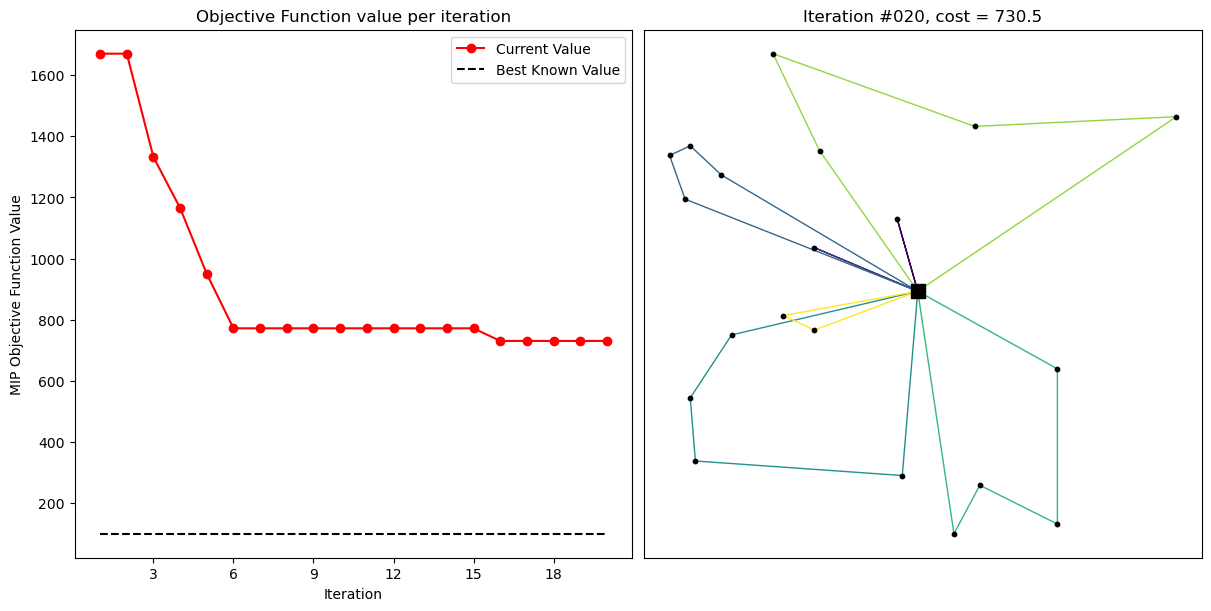 Objective Function value per iteration
Current Value
Best Known Value
1600
1400
1200
1000
800
600
400
200
MIP Objective Function Value
3 6 9 12 15 18
Iteration
Iteration #020, cost = 730.5